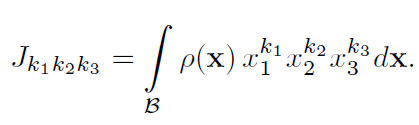 J_{k_1 k_2 k_3} = \int_{\mathcal{B}} \rho(\mathbf{x}) \, x_1^{k_1} x_2^{k_2} x_3^{k_3} d\mathbf{x}.